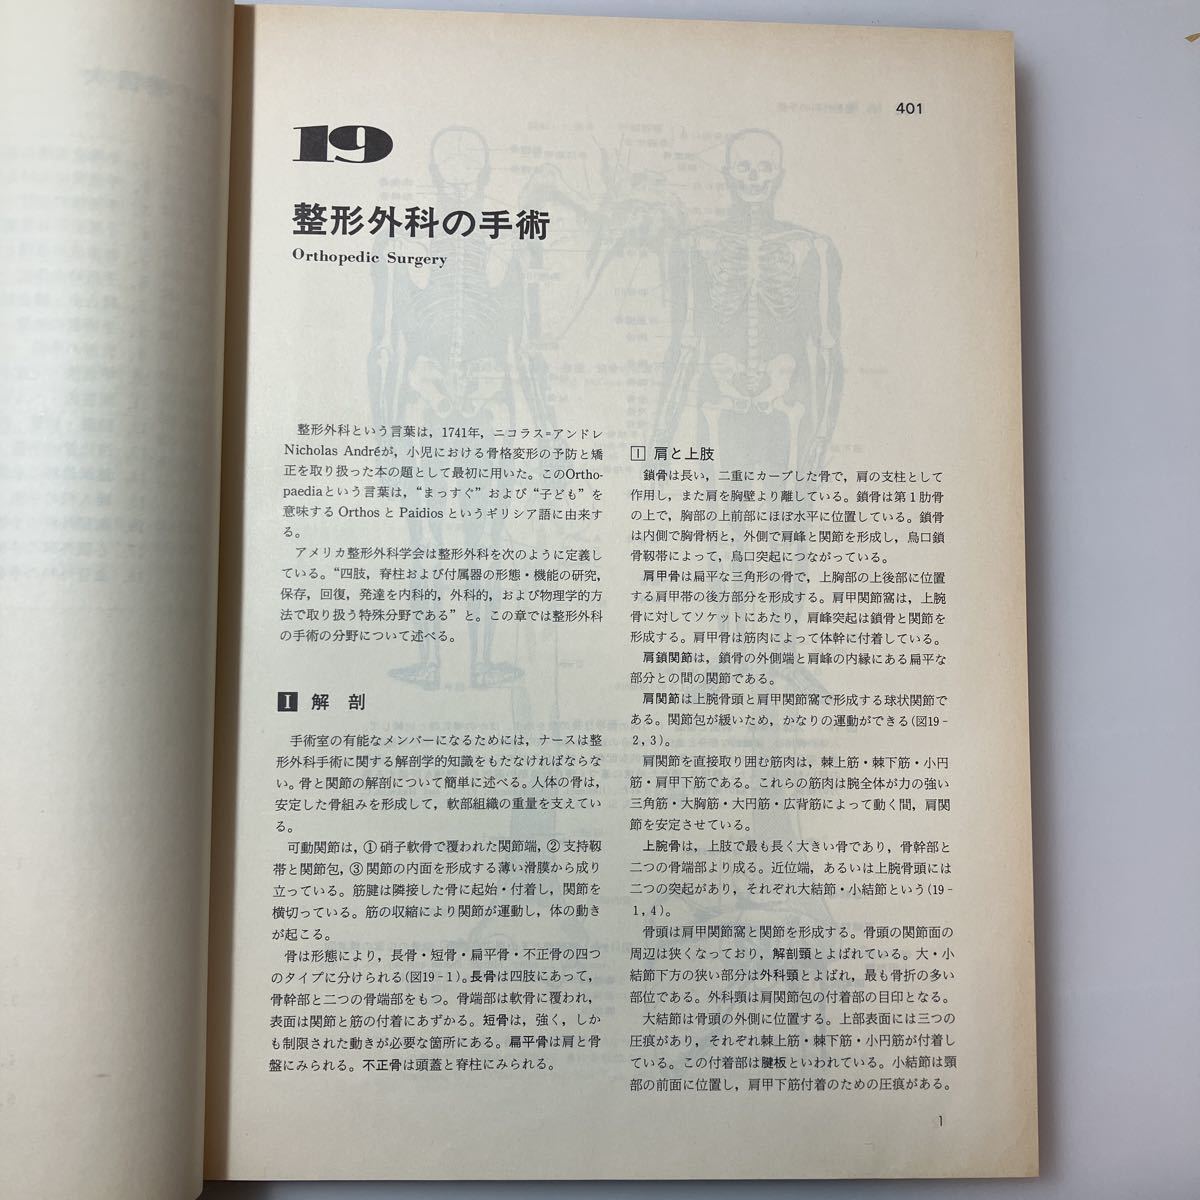 401
19
整形外科の手術
Orthopedic Surgery
整形外科という言葉は，1741年，ニコラス=アンドレ
Nicholas Andréが，小児における骨格変形の予防と矯
正を取り扱った本の題として最初に用いた。このOrtho-
paediaという言葉は，“まっすぐ” および “子ども” を
意味する Orthos と Paidios というギリシア語に由来す
る。
アメリカ整形外科学会は整形外科を次のように定義し
ている。“四肢，脊柱および付属器の形態・機能の研究，
保存，回復，発達を内科的，外科的，および物理学的方
法で取り扱う特殊分野である” と。この章では整形外科
の手術の分野について述べる。
I 解 剖
手術室の有能なメンバーになるためには，ナースは整
形外科手術に関する解剖学的知識をもたなければならな
い。骨と関節の解剖について簡単に述べる。人体の骨は，
安定した骨組みを形成して，軟部組織の重量を支えてい
る。
可動関節は，① 硝子軟骨で覆われた関節端，② 支持靱
帯と関節包，③ 関節の内面を形成する薄い滑膜から成り
立っている。筋腱は隣接した骨に起始・付着し，関節を
横切っている。筋の収縮により関節が運動し，体の動き
が起こる。
骨は形態により，長骨・短骨・扁平骨・不正骨の四つ
のタイプに分けられる(図19-1)。長骨は四肢にあって，
骨幹部と二つの骨端部をもつ。骨端部は軟骨に覆われ，
表面は関節と筋の付着にあずかる。短骨は，強く，しか
も制限された動きが必要な箇所にある。扁平骨は肩と骨
盤にみられる。不正骨は頭蓋と脊柱にみられる。
I 肩と上肢
鎖骨は長い，二重にカーブした骨で，肩の支柱として
作用し，また肩を胸壁より離している。鎖骨は第1肋骨
の上で，胸部の上前部にほぼ水平に位置している。鎖骨
は内側で胸骨柄と，外側で肩峰と関節を形成し，烏口鎖
骨靱帯によって，烏口突起につながっている。
肩甲骨は扁平な三角形の骨で，上胸部の上後部に位置
する肩甲帯の後方部分を形成する。肩甲関節窩は，上腕
骨に対してソケットにあたり，肩峰突起は鎖骨と関節を
形成する。肩甲骨は筋肉によって体幹に付着している。
肩鎖関節は，鎖骨の外側端と肩峰の内縁にある扁平な
部分との間の関節である。
肩関節は上腕骨頭と肩甲関節窩で形成する球状関節で
ある。関節包が緩いため，かなりの運動ができる(図19-
2, 3)。
肩関節を直接取り囲む筋肉は，棘上筋・棘下筋・小円
筋・肩甲下筋である。これらの筋肉は腕全体が力の強い
三角筋・大胸筋・大円筋・広背筋によって動く間，肩関
節を安定させている。
上腕骨は，上肢で最も長く大きい骨であり，骨幹部と
二つの骨端部より成る。近位端，あるいは上腕骨頭には
二つの突起があり，それぞれ大結節・小結節という(19-
1, 4)。
骨頭は肩甲関節窩と関節を形成する。骨頭の関節面の
周辺は狭くなっており，解剖頸とよばれている。大・小
結節下方の狭い部分は外科頸とよばれ，最も骨折の多い
部位である。外科頸は肩関節包の付着部の目印となる。
大結節は骨頭の外側に位置する。上部表面には三つの
圧痕があり，それぞれ棘上筋・棘下筋・小円筋が付着し
ている。この付着部は腱板といわれている。小結節は頸
部の前面に位置し，肩甲下筋付着のための圧痕がある。
1